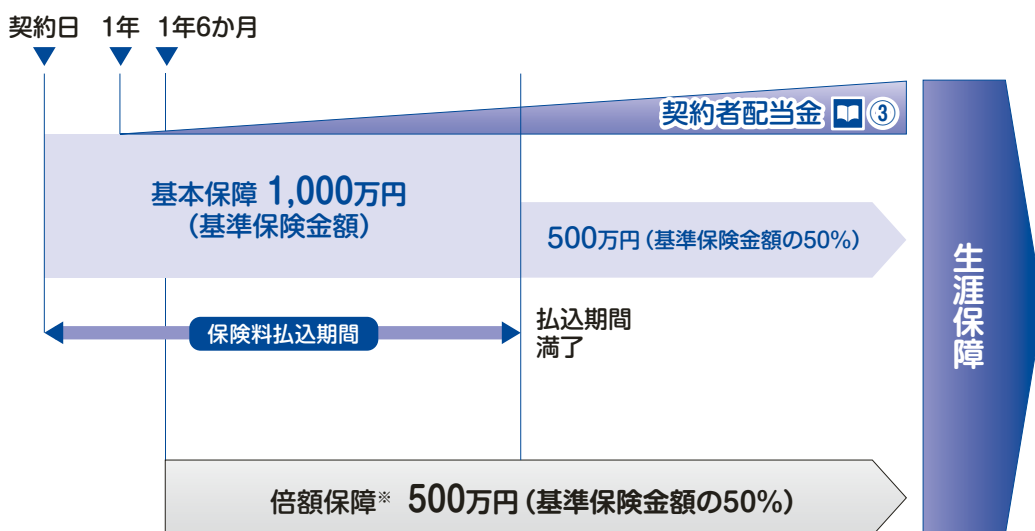 契約日 1年 1年6か月
契約者配当金 ③
基本保障 1,000万円
（基準保険金額）
500万円（基準保険金額の50%）
生涯保障
保険料払込期間
払込期間
満了
倍額保障※ 500万円（基準保険金額の50%）